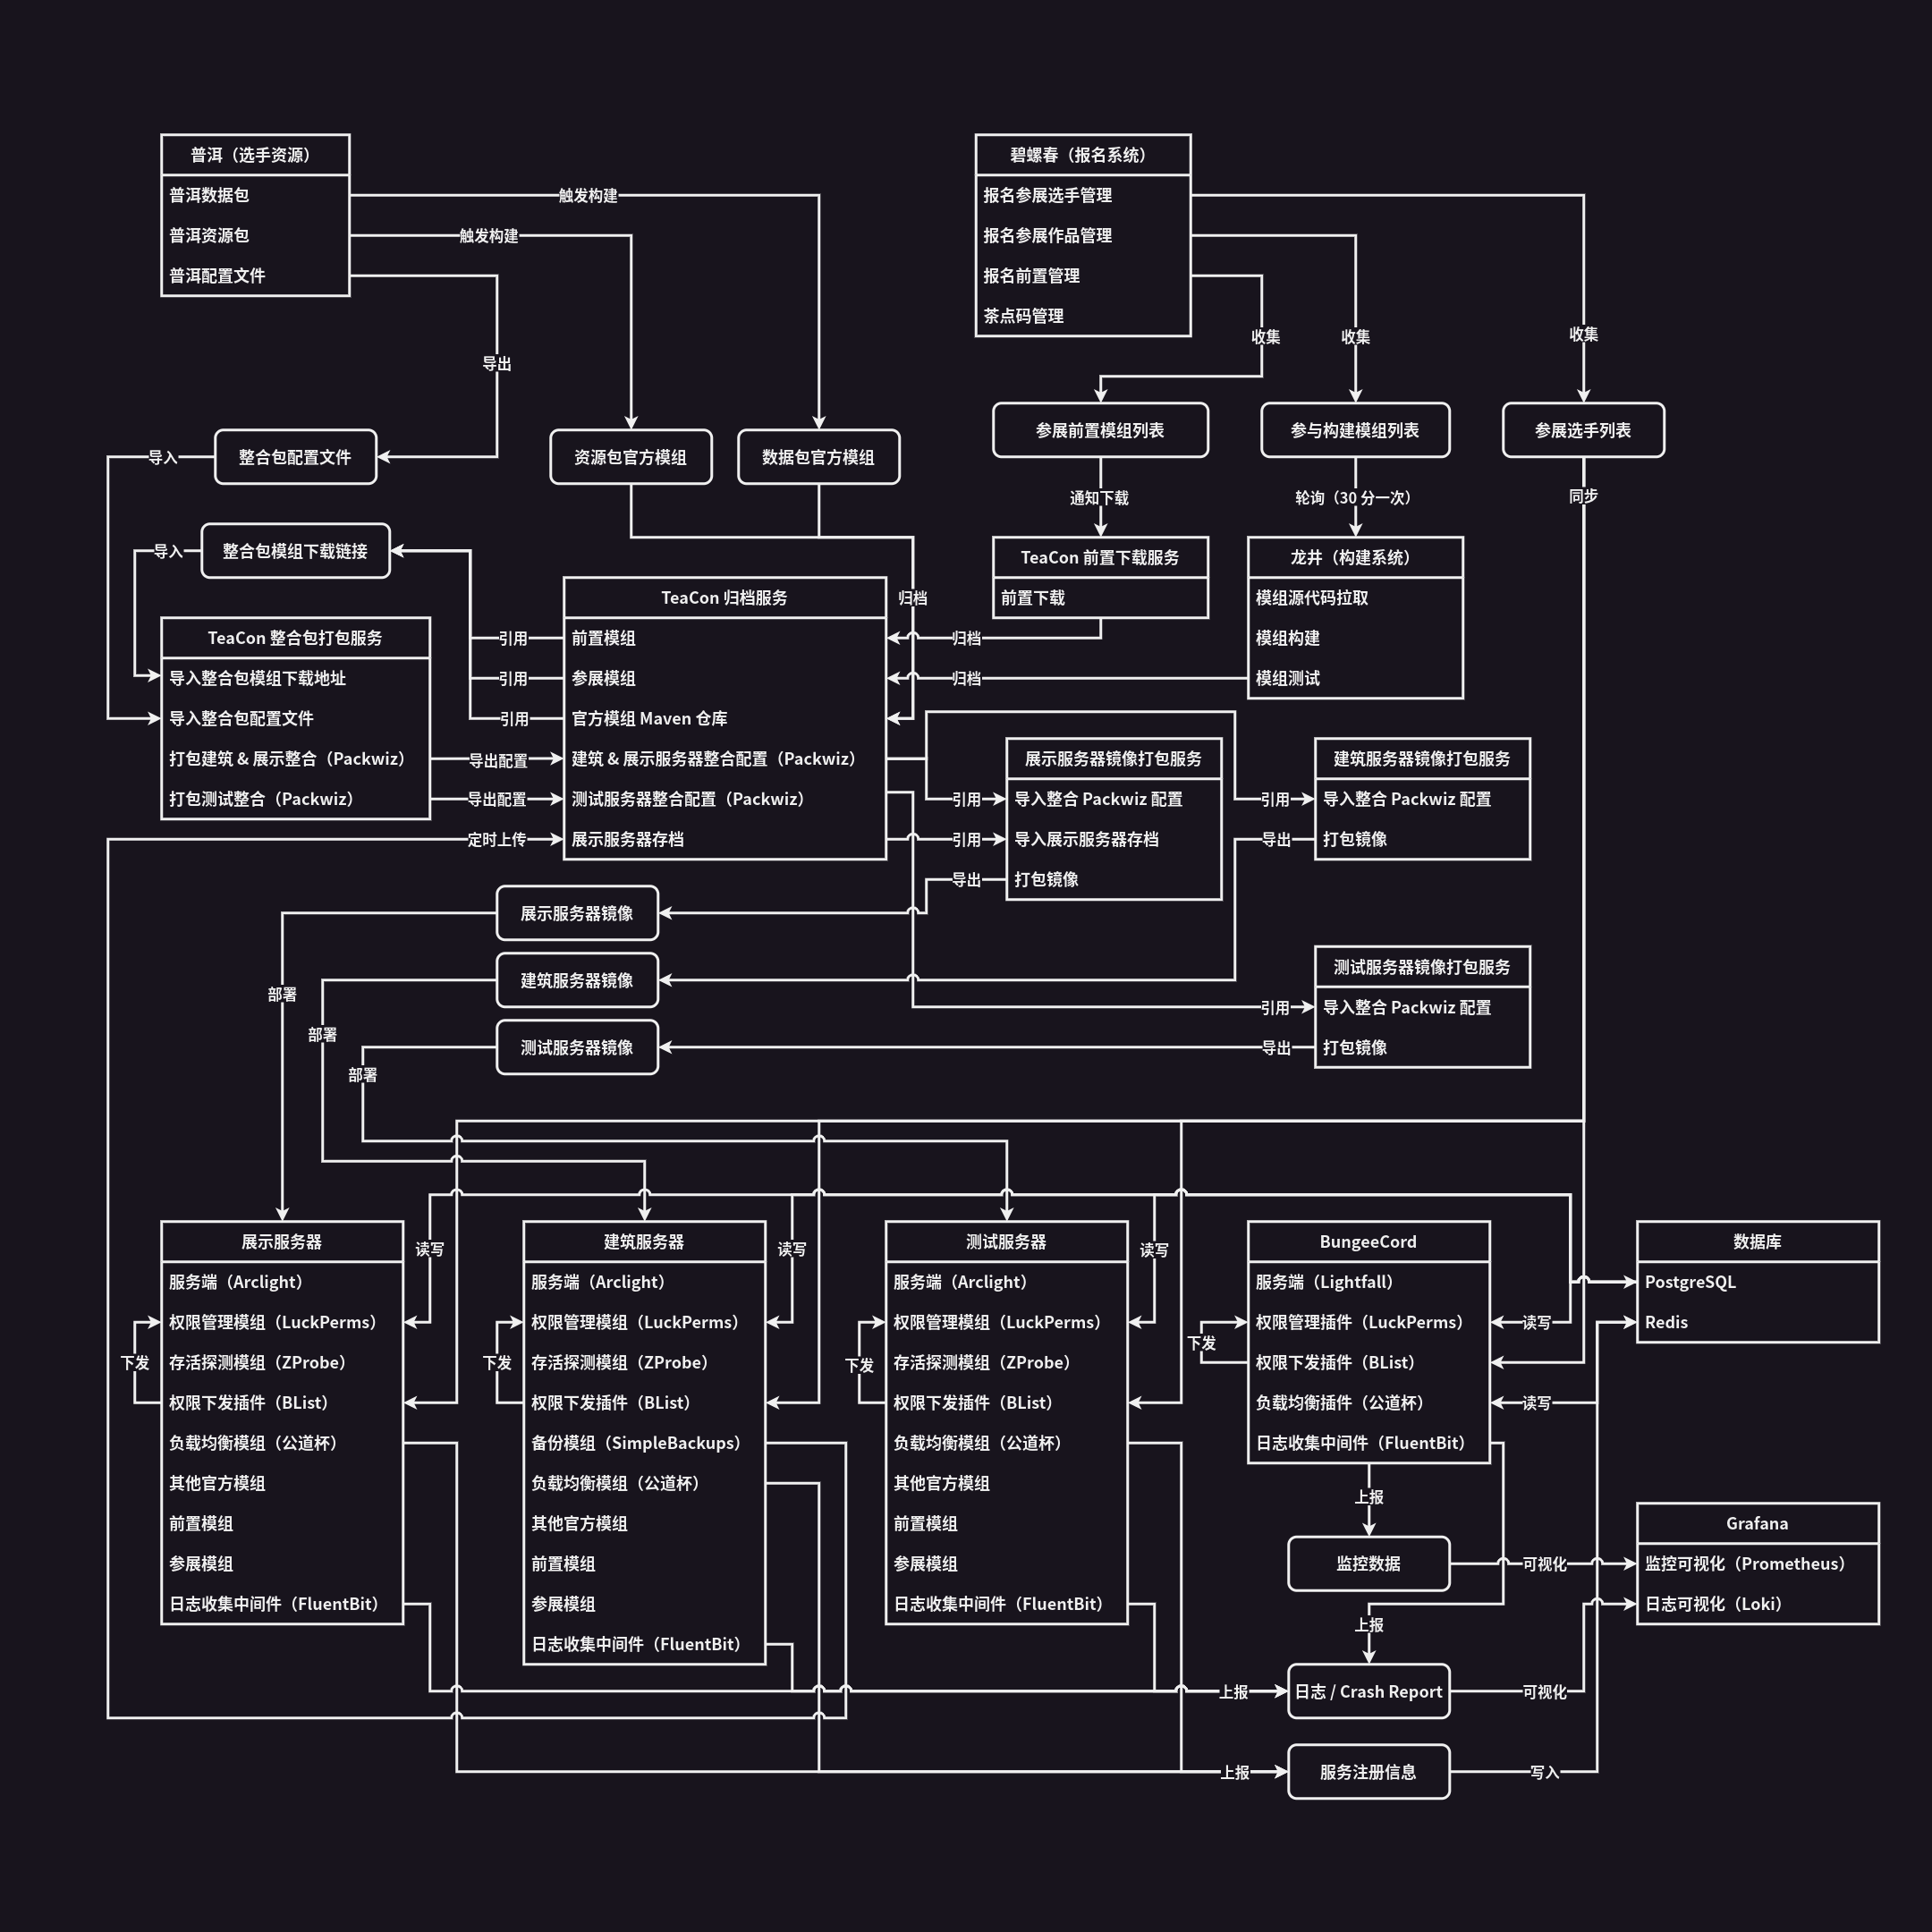 普洱（选手资源）
普洱数据包
普洱资源包
普洱配置文件
触发构建
触发构建
导出
碧螺春（报名系统）
报名参展选手管理
报名参展作品管理
报名前置管理
茶点码管理
收集
收集
收集
导入
整合包配置文件
资源包官方模组
数据包官方模组
参展前置模组列表
参与构建模组列表
参展选手列表
通知下载
轮询（30 分一次）
同步
导入
整合包模组下载链接
TeaCon 前置下载服务
前置下载
龙井（构建系统）
模组源代码拉取
模组构建
模组测试
TeaCon 整合包打包服务
导入整合包模组下载地址
导入整合包配置文件
打包建筑 & 展示整合（Packwiz）
打包测试整合（Packwiz）
引用
引用
引用
导出配置
导出配置
定时上传
TeaCon 归档服务
前置模组
参展模组
官方模组 Maven 仓库
建筑 & 展示服务器整合配置（Packwiz）
测试服务器整合配置（Packwiz）
展示服务器存档
归档
归档
归档
展示服务器镜像打包服务
导入整合 Packwiz 配置
导入展示服务器存档
打包镜像
引用
引用
导出
建筑服务器镜像打包服务
导入整合 Packwiz 配置
打包镜像
引用
导出
展示服务器镜像
建筑服务器镜像
测试服务器镜像
测试服务器镜像打包服务
导入整合 Packwiz 配置
打包镜像
引用
导出
部署
部署
部署
展示服务器
服务端（Arclight）
权限管理模组（LuckPerms）
存活探测模组（ZProbe）
权限下发插件（BList）
负载均衡模组（公道杯）
其他官方模组
前置模组
参展模组
日志收集中间件（FluentBit）
下发
读写
建筑服务器
服务端（Arclight）
权限管理模组（LuckPerms）
存活探测模组（ZProbe）
权限下发插件（BList）
备份模组（SimpleBackups）
负载均衡模组（公道杯）
其他官方模组
前置模组
参展模组
日志收集中间件（FluentBit）
下发
读写
测试服务器
服务端（Arclight）
权限管理模组（LuckPerms）
存活探测模组（ZProbe）
权限下发插件（BList）
负载均衡模组（公道杯）
其他官方模组
前置模组
参展模组
日志收集中间件（FluentBit）
下发
读写
BungeeCord
服务端（Lightfall）
权限管理插件（LuckPerms）
权限下发插件（BList）
负载均衡插件（公道杯）
日志收集中间件（FluentBit）
下发
读写
读写
数据库
PostgreSQL
Redis
上报
监控数据
可视化
Grafana
监控可视化（Prometheus）
日志可视化（Loki）
上报
上报
日志 / Crash Report
可视化
上报
服务注册信息
写入